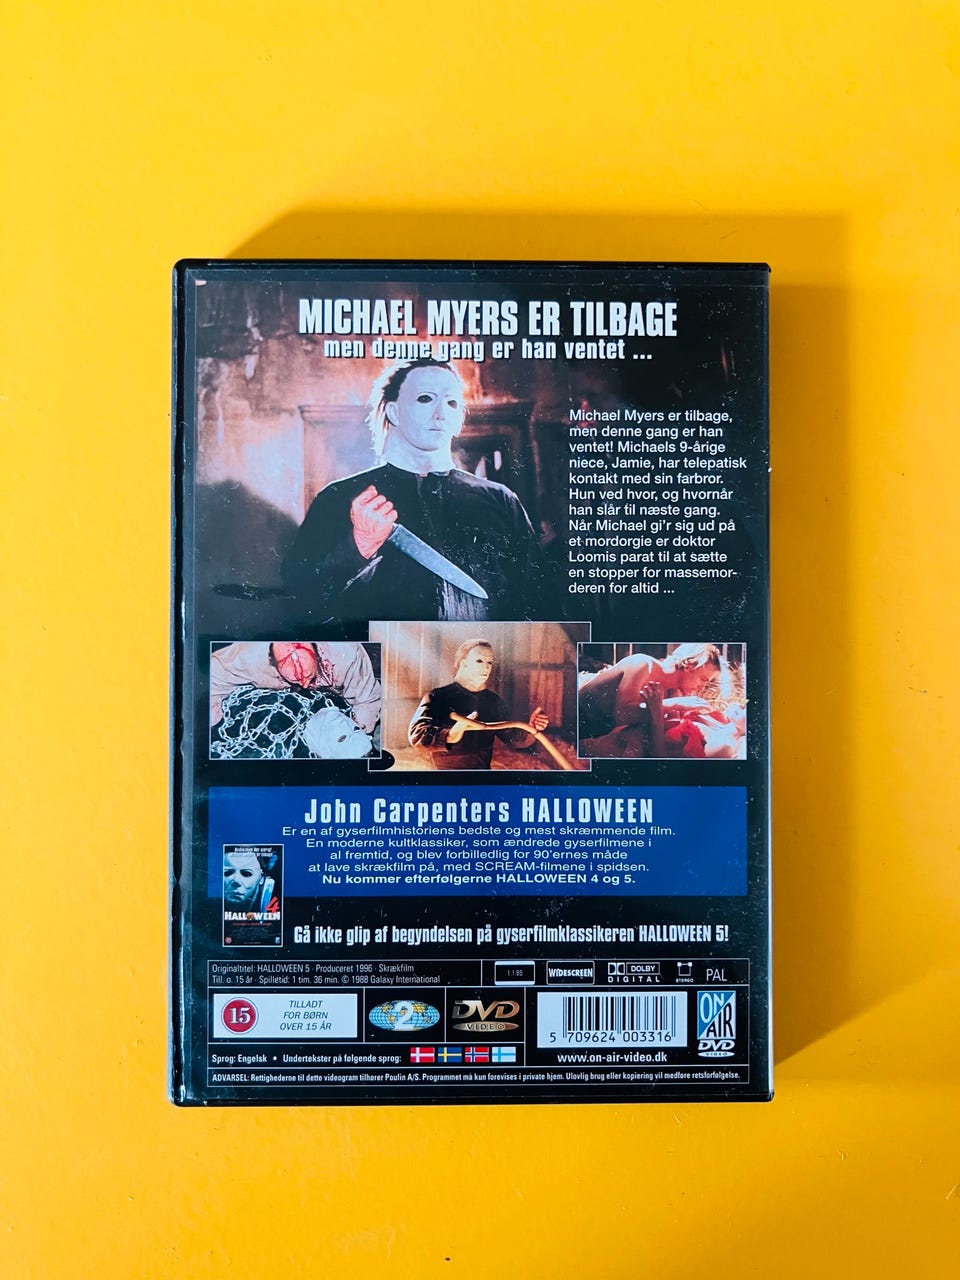 MICHAEL MYERS ER TILBAGE
men denne gang er han ventet ...
Michael Myers er tilbage,
men denne gang er han
ventet! Michaels 9-årige
niece, Jamie, har telepatisk
kontakt med sin farbror.
Hun ved hvor, og hvornår
han slår til næste gang.
Når Michael gi'r sig ud på
et mordorgie er doktor
Loomis parat til at sætte
en stopper for massemor-
deren for altid ...
John Carpenters HALLOWEEN
Er en af gyserfilmhistoriens bedste og mest skræmmende film.
En moderne kultklassiker, som ændrede gyserfilmene i
al fremtid, og blev forbilledlig for 90'ernes måde
at lave skrækfilm på, med SCREAM-filmene i spidsen.
Nu kommer efterfølgerne HALLOWEEN 4 og 5.
4
HALLOWEEN
Gå ikke glip af begyndelsen på gyserfilmklassikeren HALLOWEEN 5!
Originaltitel: HALLOWEEN 5 · Produceret 1996 · Skrækfilm
Till. o. 15 år · Spilletid: 1 tim. 36 min. © 1988 Galaxy International
1:1.85
WIDESCREEN
DOLBY
DIGITAL
STEREO
PAL
15
TILLADT
FOR BØRN
OVER 15 ÅR
2
DVD
VIDEO
5 709624 003316
ON
AIR
DVD
VIDEO
Sprog: Engelsk • Undertekster på følgende sprog:
www.on-air-video.dk
ADVARSEL: Rettighederne til dette videogram tilhører Poulin A/S. Programmet må kun forevises i private hjem. Ulovlig brug eller kopiering vil medføre retsforfølgelse.